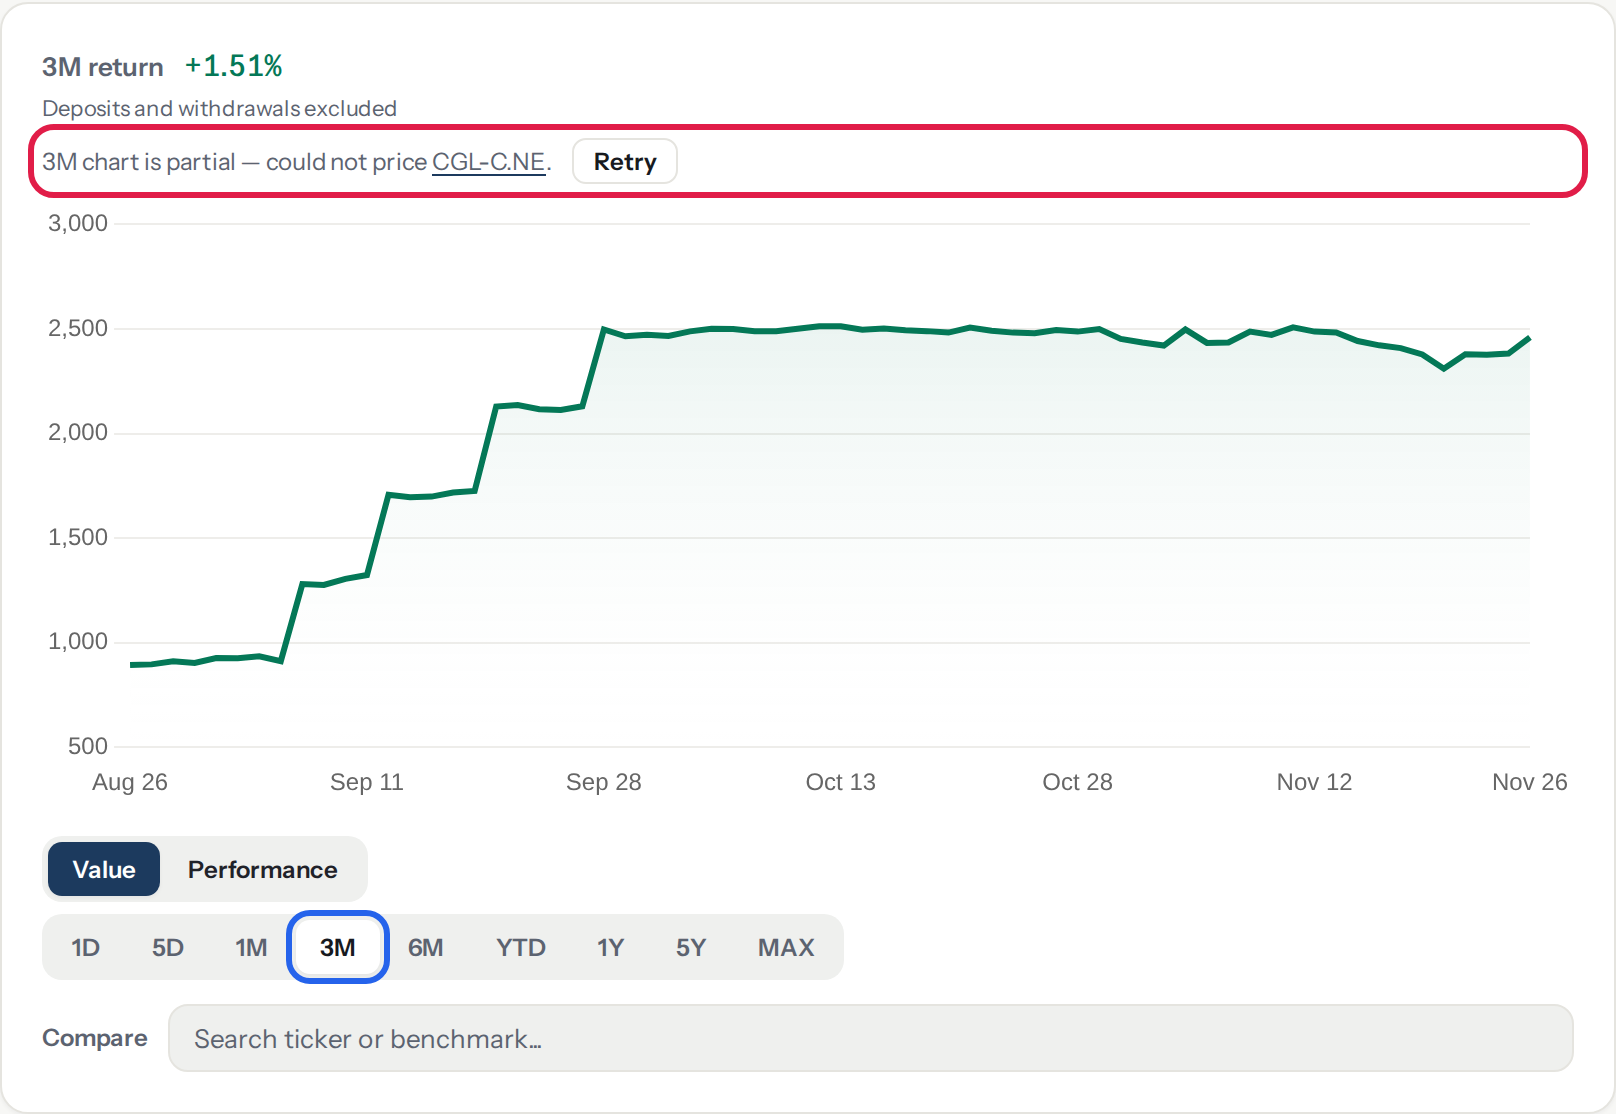 3M return +1.51%
Deposits and withdrawals excluded
3M chart is partial — could not price CGL-C.NE. Retry
3,000
2,500
2,000
1,500
1,000
500
Aug 26 Sep 11 Sep 28 Oct 13 Oct 28 Nov 12 Nov 26
Value Performance
1D 5D 1M 3M 6M YTD 1Y 5Y MAX
Compare Search ticker or benchmark...